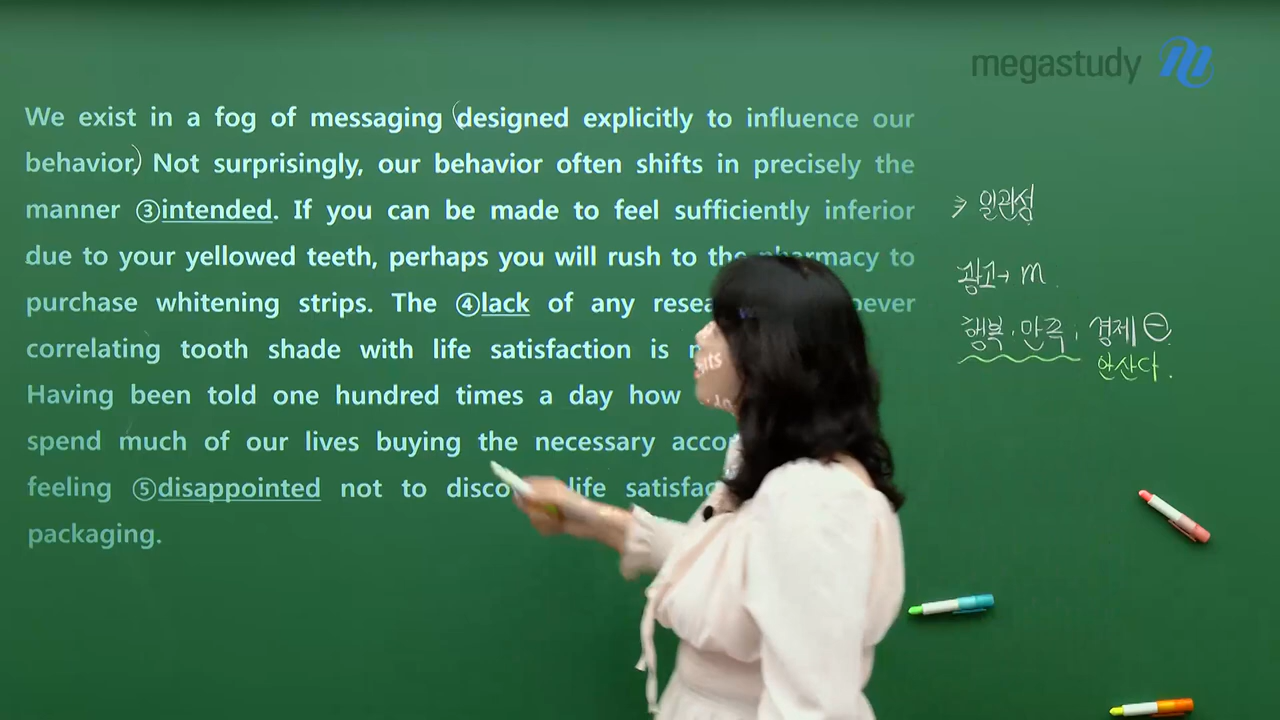 megastudy
We exist in a fog of messaging (designed explicitly to influence our
behavior.) Not surprisingly, our behavior often shifts in precisely the
manner ③intended. If you can be made to feel sufficiently inferior
due to your yellowed teeth, perhaps you will rush to the pharmacy to
purchase whitening strips. The ④lack of any
correlating tooth shade with life satisfaction is
Having been told one hundred times a day how
spend much of our lives buying the necessary
feeling ⑤disappointed not to life
packaging.
일관성
광고→ m
행복·만족, 경제 ⊖
안산다.